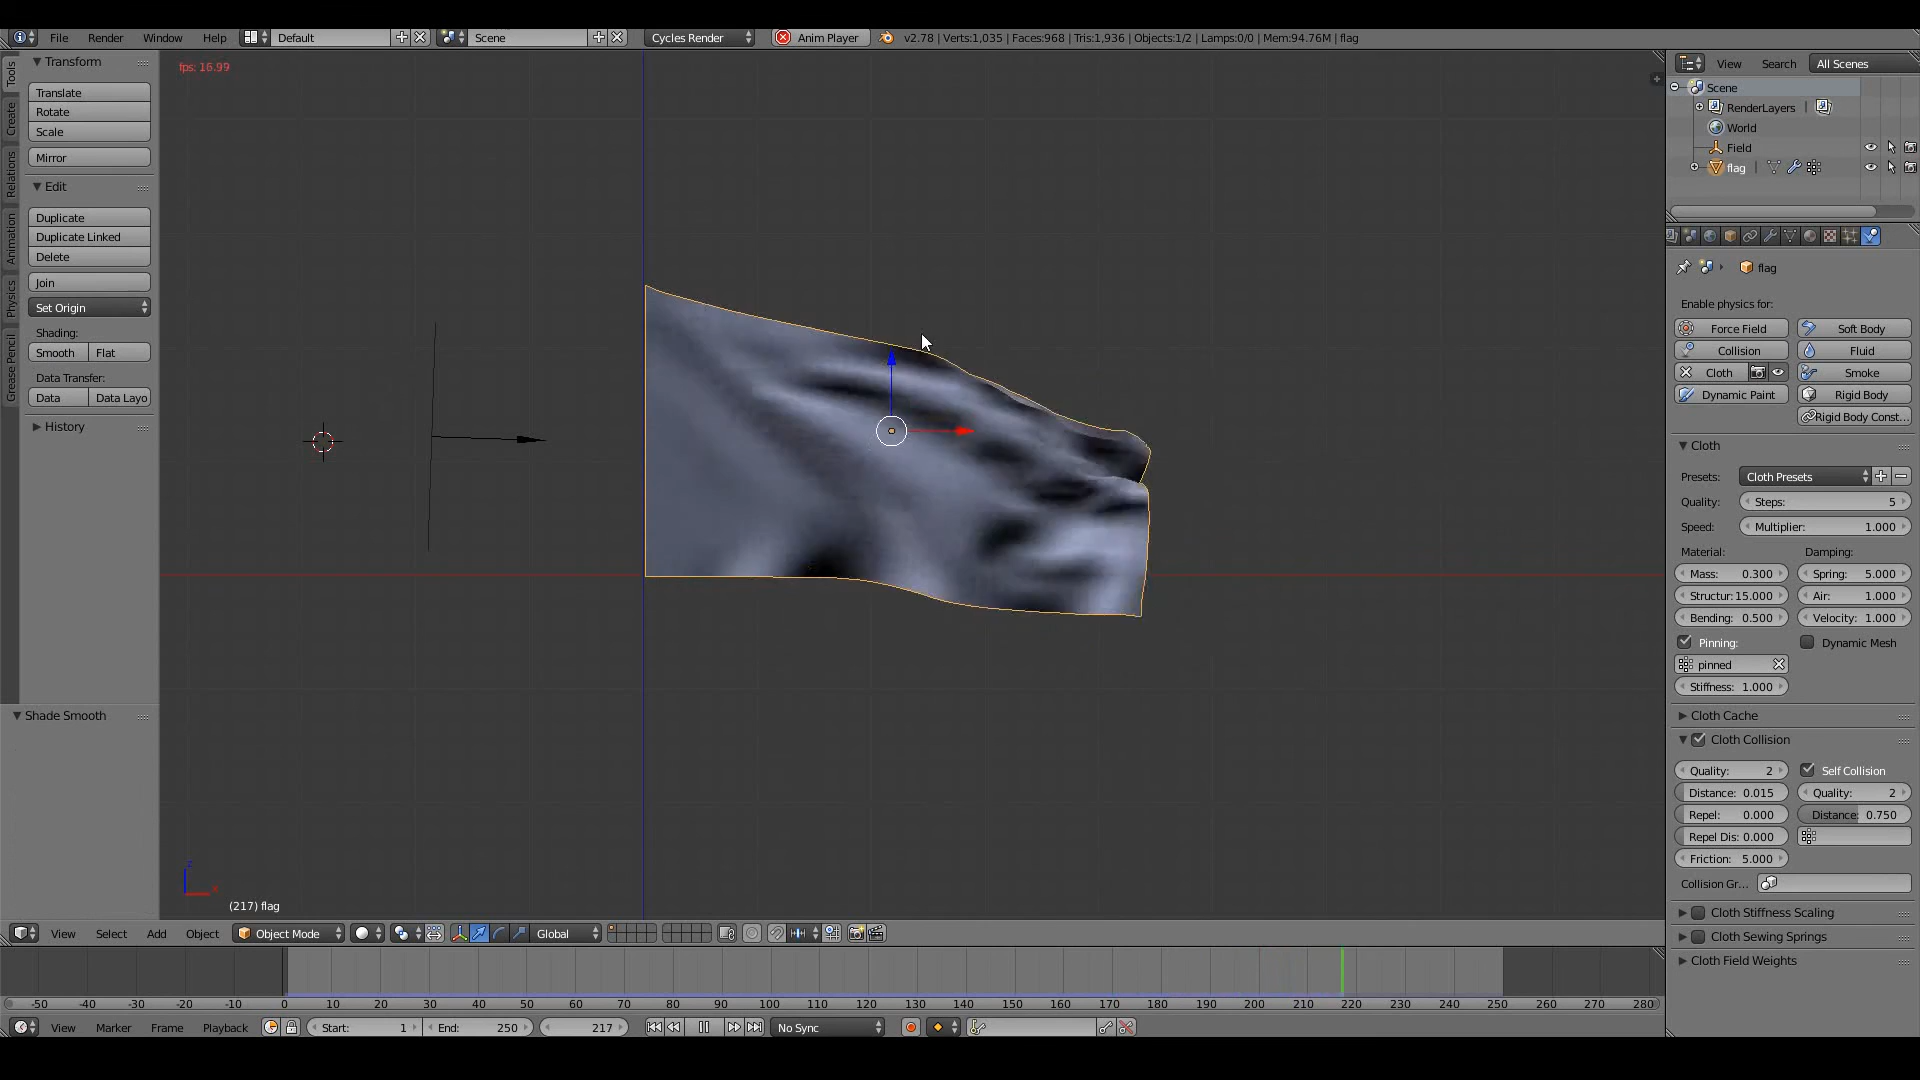 File Render Window Help Default Scene Cycles Render Anim Player v2.78 | Verts:1,035 | Faces:968 | Tris:1,936 | Objects:1/2 | Lamps:0/0 | Mem:94.76M | flag
fps: 16.99
Tools
Create
Relations
Animation
Physics
Grease Pencil
Transform
Translate
Rotate
Scale
Mirror
Edit
Duplicate
Duplicate Linked
Delete
Join
Set Origin
Shading:
Smooth Flat
Data Transfer:
Data Data Layo
History
Shade Smooth
z
x
(217) flag
View Search All Scenes
Scene
RenderLayers |
World
Field
flag |
flag
Enable physics for:
Force Field Soft Body
Collision Fluid
Cloth Smoke
Dynamic Paint Rigid Body
Rigid Body Const...
Cloth
Presets: Cloth Presets
Quality: Steps: 5
Speed: Multiplier: 1.000
Material: Damping:
Mass: 0.300 Spring: 5.000
Structur: 15.000 Air: 1.000
Bending: 0.500 Velocity: 1.000
Pinning: Dynamic Mesh
pinned
Stiffness: 1.000
Cloth Cache
Cloth Collision
Quality: 2 Self Collision
Distance: 0.015 Quality: 2
Repel: 0.000 Distance: 0.750
Repel Dis: 0.000
Friction: 5.000
Collision Gr...
Cloth Stiffness Scaling
Cloth Sewing Springs
Cloth Field Weights
View Select Add Object Object Mode Global
-50 -40 -30 -20 -10 0 10 20 30 40 50 60 70 80 90 100 110 120 130 140 150 160 170 180 190 200 210 220 230 240 250 260 270 280
View Marker Frame Playback Start: 1 End: 250 217 No Sync